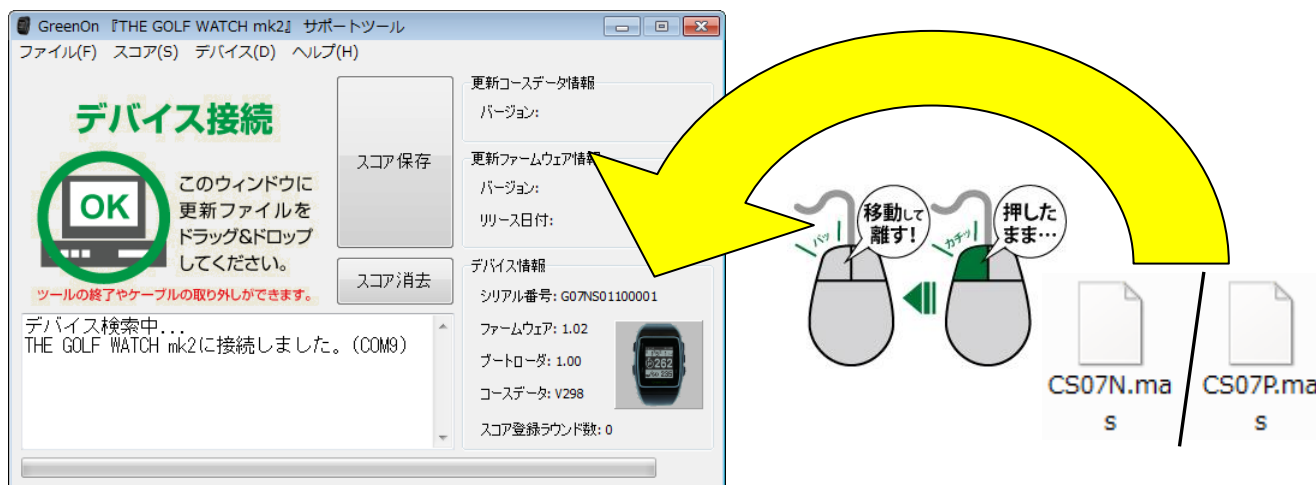 GreenOn 『THE GOLF WATCH mk2』 サポートツール
ファイル(F) スコア(S) デバイス(D) ヘルプ(H)
デバイス接続
OK
このウィンドウに
更新ファイルを
ドラッグ&ドロップ
してください。
ツールの終了やケーブルの取り外しができます。
スコア保存
スコア消去
デバイス検索中...
THE GOLF WATCH mk2に接続しました。(COM9)
更新コースデータ情報
バージョン:
更新ファームウェア情報
バージョン:
リリース日付:
デバイス情報
シリアル番号: G07NS01100001
ファームウェア: 1.02
ブートローダ: 1.00
コースデータ: V298
スコア登録ラウンド数: 0
262
移動して
離す!
バッ
押した
まま…
カチッ
CS07N.ma
s
CS07P.ma
s